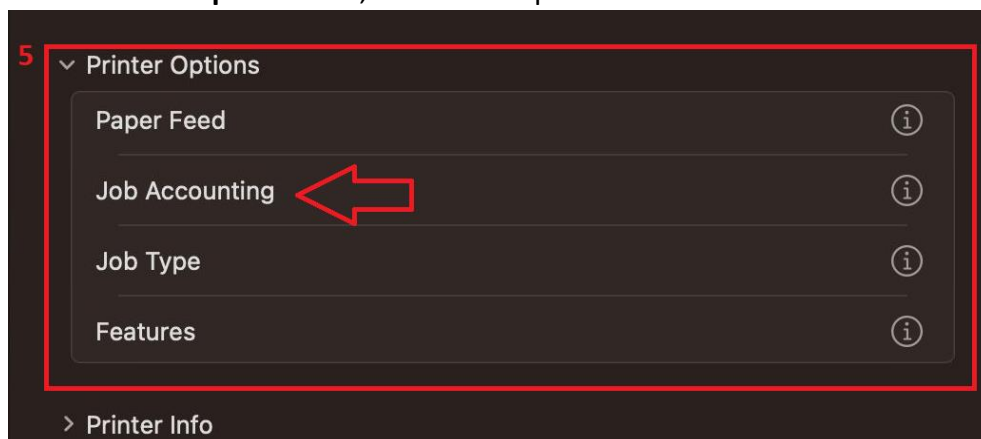 5
Printer Options
Paper Feed
Job Accounting
Job Type
Features
Printer Info